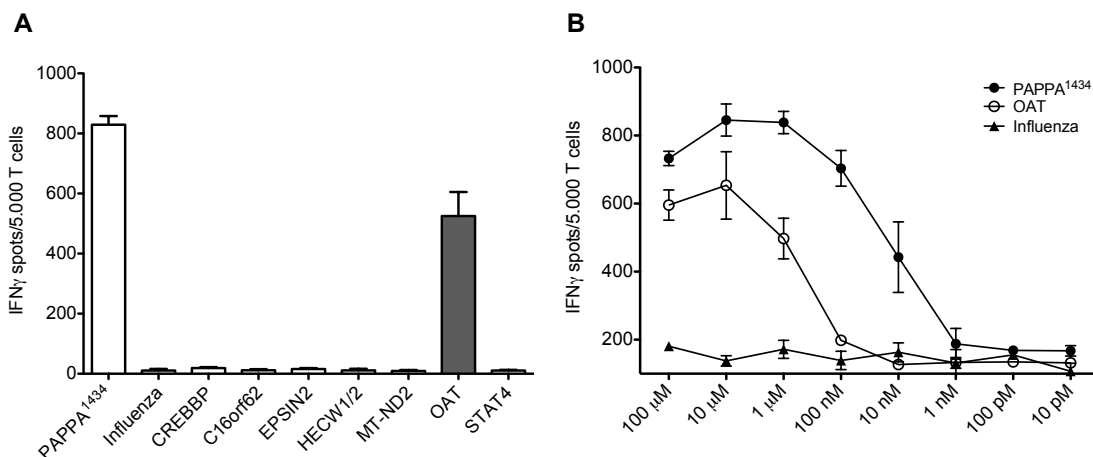 A
IFNγ spots/5.000 T cells
1000
800
600
400
200
0
PAPPA1434
Influenza
CREBBP
C16orf62
EPSIN2
HECW1/2
MT-ND2
OAT
STAT4
B
IFNγ spots/5.000 T cells
1000
800
600
400
200
PAPPA1434
OAT
Influenza
100 µM
10 µM
1 µM
100 nM
10 nM
1 nM
100 pM
10 pM